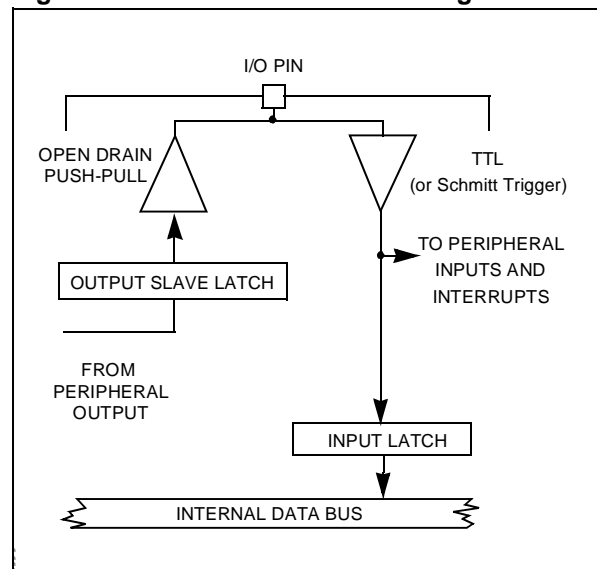 I/O PIN
OPEN DRAIN
PUSH-PULL
TTL
(or Schmitt Trigger)
TO PERIPHERAL
INPUTS AND
INTERRUPTS
OUTPUT SLAVE LATCH
FROM
PERIPHERAL
OUTPUT
INPUT LATCH
INTERNAL DATA BUS